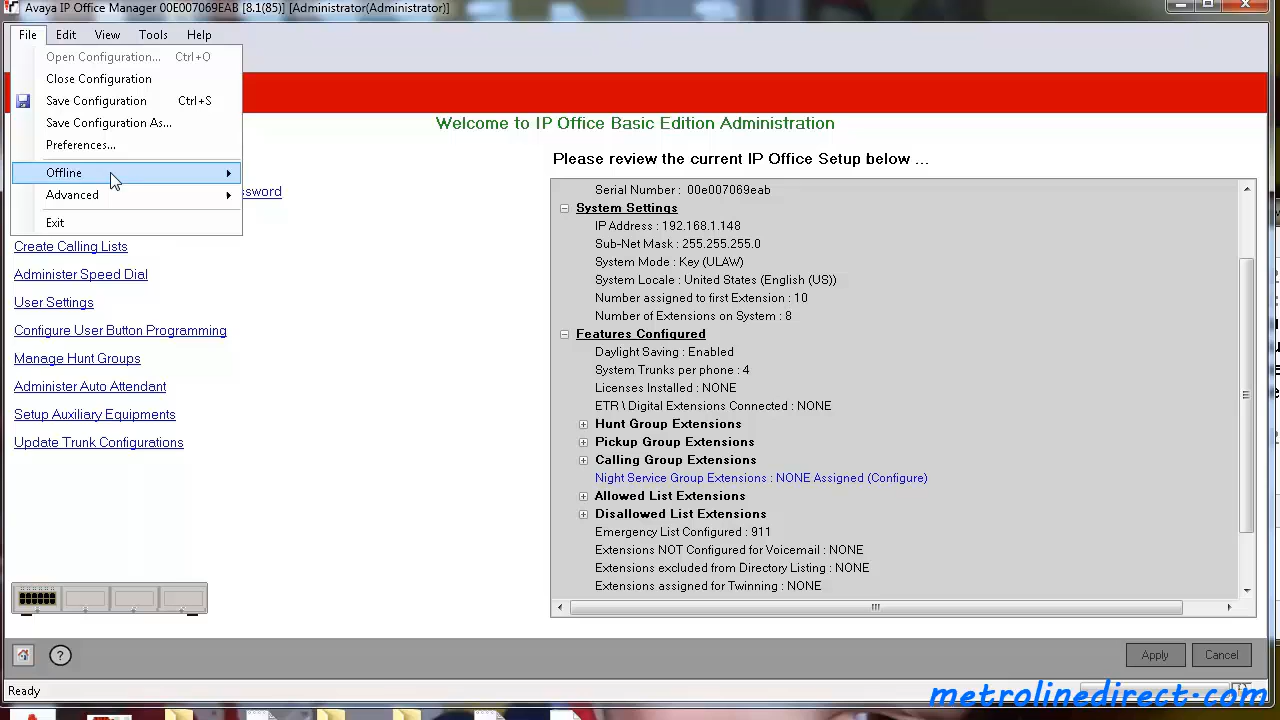 Avaya IP Office Manager 00E007069EAB [8.1(85)] [Administrator(Administrator)]
File Edit View Tools Help
Open Configuration... Ctrl+O
Close Configuration
Save Configuration Ctrl+S
Save Configuration As...
Preferences...
Offline
Advanced
Exit
ssword
Create Calling Lists
Administer Speed Dial
User Settings
Configure User Button Programming
Manage Hunt Groups
Administer Auto Attendant
Setup Auxiliary Equipments
Update Trunk Configurations
Welcome to IP Office Basic Edition Administration
Please review the current IP Office Setup below ...
Serial Number : 00e007069eab
System Settings
IP Address : 192.168.1.148
Sub-Net Mask : 255.255.255.0
System Mode : Key (ULAW)
System Locale : United States (English (US))
Number assigned to first Extension : 10
Number of Extensions on System : 8
Features Configured
Daylight Saving : Enabled
System Trunks per phone : 4
Licenses Installed : NONE
ETR \ Digital Extensions Connected : NONE
Hunt Group Extensions
Pickup Group Extensions
Calling Group Extensions
Night Service Group Extensions : NONE Assigned (Configure)
Allowed List Extensions
Disallowed List Extensions
Emergency List Configured : 911
Extensions NOT Configured for Voicemail : NONE
Extensions excluded from Directory Listing : NONE
Extensions assigned for Twinning : NONE
Apply Cancel
Ready
metrolinedirect.com